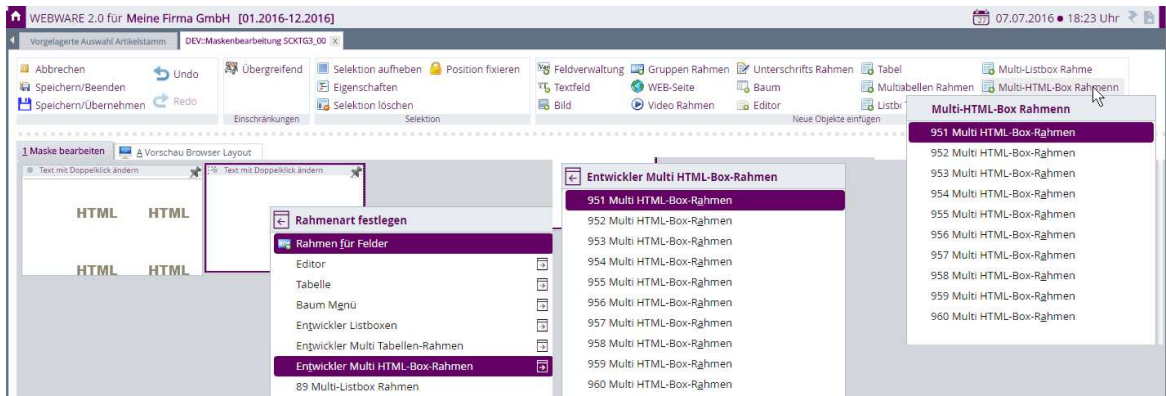 WEBWARE 2.0 für Meine Firma GmbH [01.2016-12.2016]
27 07.07.2016 ● 18:23 Uhr
Vorgelagerte Auswahl Artikelstamm
DEV::Maskenbearbeitung SCKTG3_00 x
Abbrechen
Speichern/Beenden
Speichern/Übernehmen
Undo
Redo
Übergreifend
Einschränkungen
Selektion aufheben
Eigenschaften
Selektion löschen
Position fixieren
Selektion
Feldverwaltung
Textfeld
Bild
Gruppen Rahmen
WEB-Seite
Video Rahmen
Unterschrifts Rahmen
Baum
Editor
Tabel
Multiabellen Rahmen
Listb
Multi-Listbox Rahme
Multi-HTML-Box Rahmenn
Neue Objekte einfügen
Multi-HTML-Box Rahmenn
951 Multi HTML-Box-Rahmen
952 Multi HTML-Box-Rahmen
953 Multi HTML-Box-Rahmen
954 Multi HTML-Box-Rahmen
955 Multi HTML-Box-Rahmen
956 Multi HTML-Box-Rahmen
957 Multi HTML-Box-Rahmen
958 Multi HTML-Box-Rahmen
959 Multi HTML-Box-Rahmen
960 Multi HTML-Box-Rahmen
1 Maske bearbeiten
A Vorschau Browser Layout
Text mit Doppelklick ändern
Text mit Doppelklick ändern
HTML HTML
HTML HTML
Rahmenart festlegen
Rahmen für Felder
Editor
Tabelle
Baum Menü
Entwickler Listboxen
Entwickler Multi Tabellen-Rahmen
Entwickler Multi HTML-Box-Rahmen
89 Multi-Listbox Rahmen
Entwickler Multi HTML-Box-Rahmen
951 Multi HTML-Box-Rahmen
952 Multi HTML-Box-Rahmen
953 Multi HTML-Box-Rahmen
954 Multi HTML-Box-Rahmen
955 Multi HTML-Box-Rahmen
956 Multi HTML-Box-Rahmen
957 Multi HTML-Box-Rahmen
958 Multi HTML-Box-Rahmen
959 Multi HTML-Box-Rahmen
960 Multi HTML-Box-Rahmen